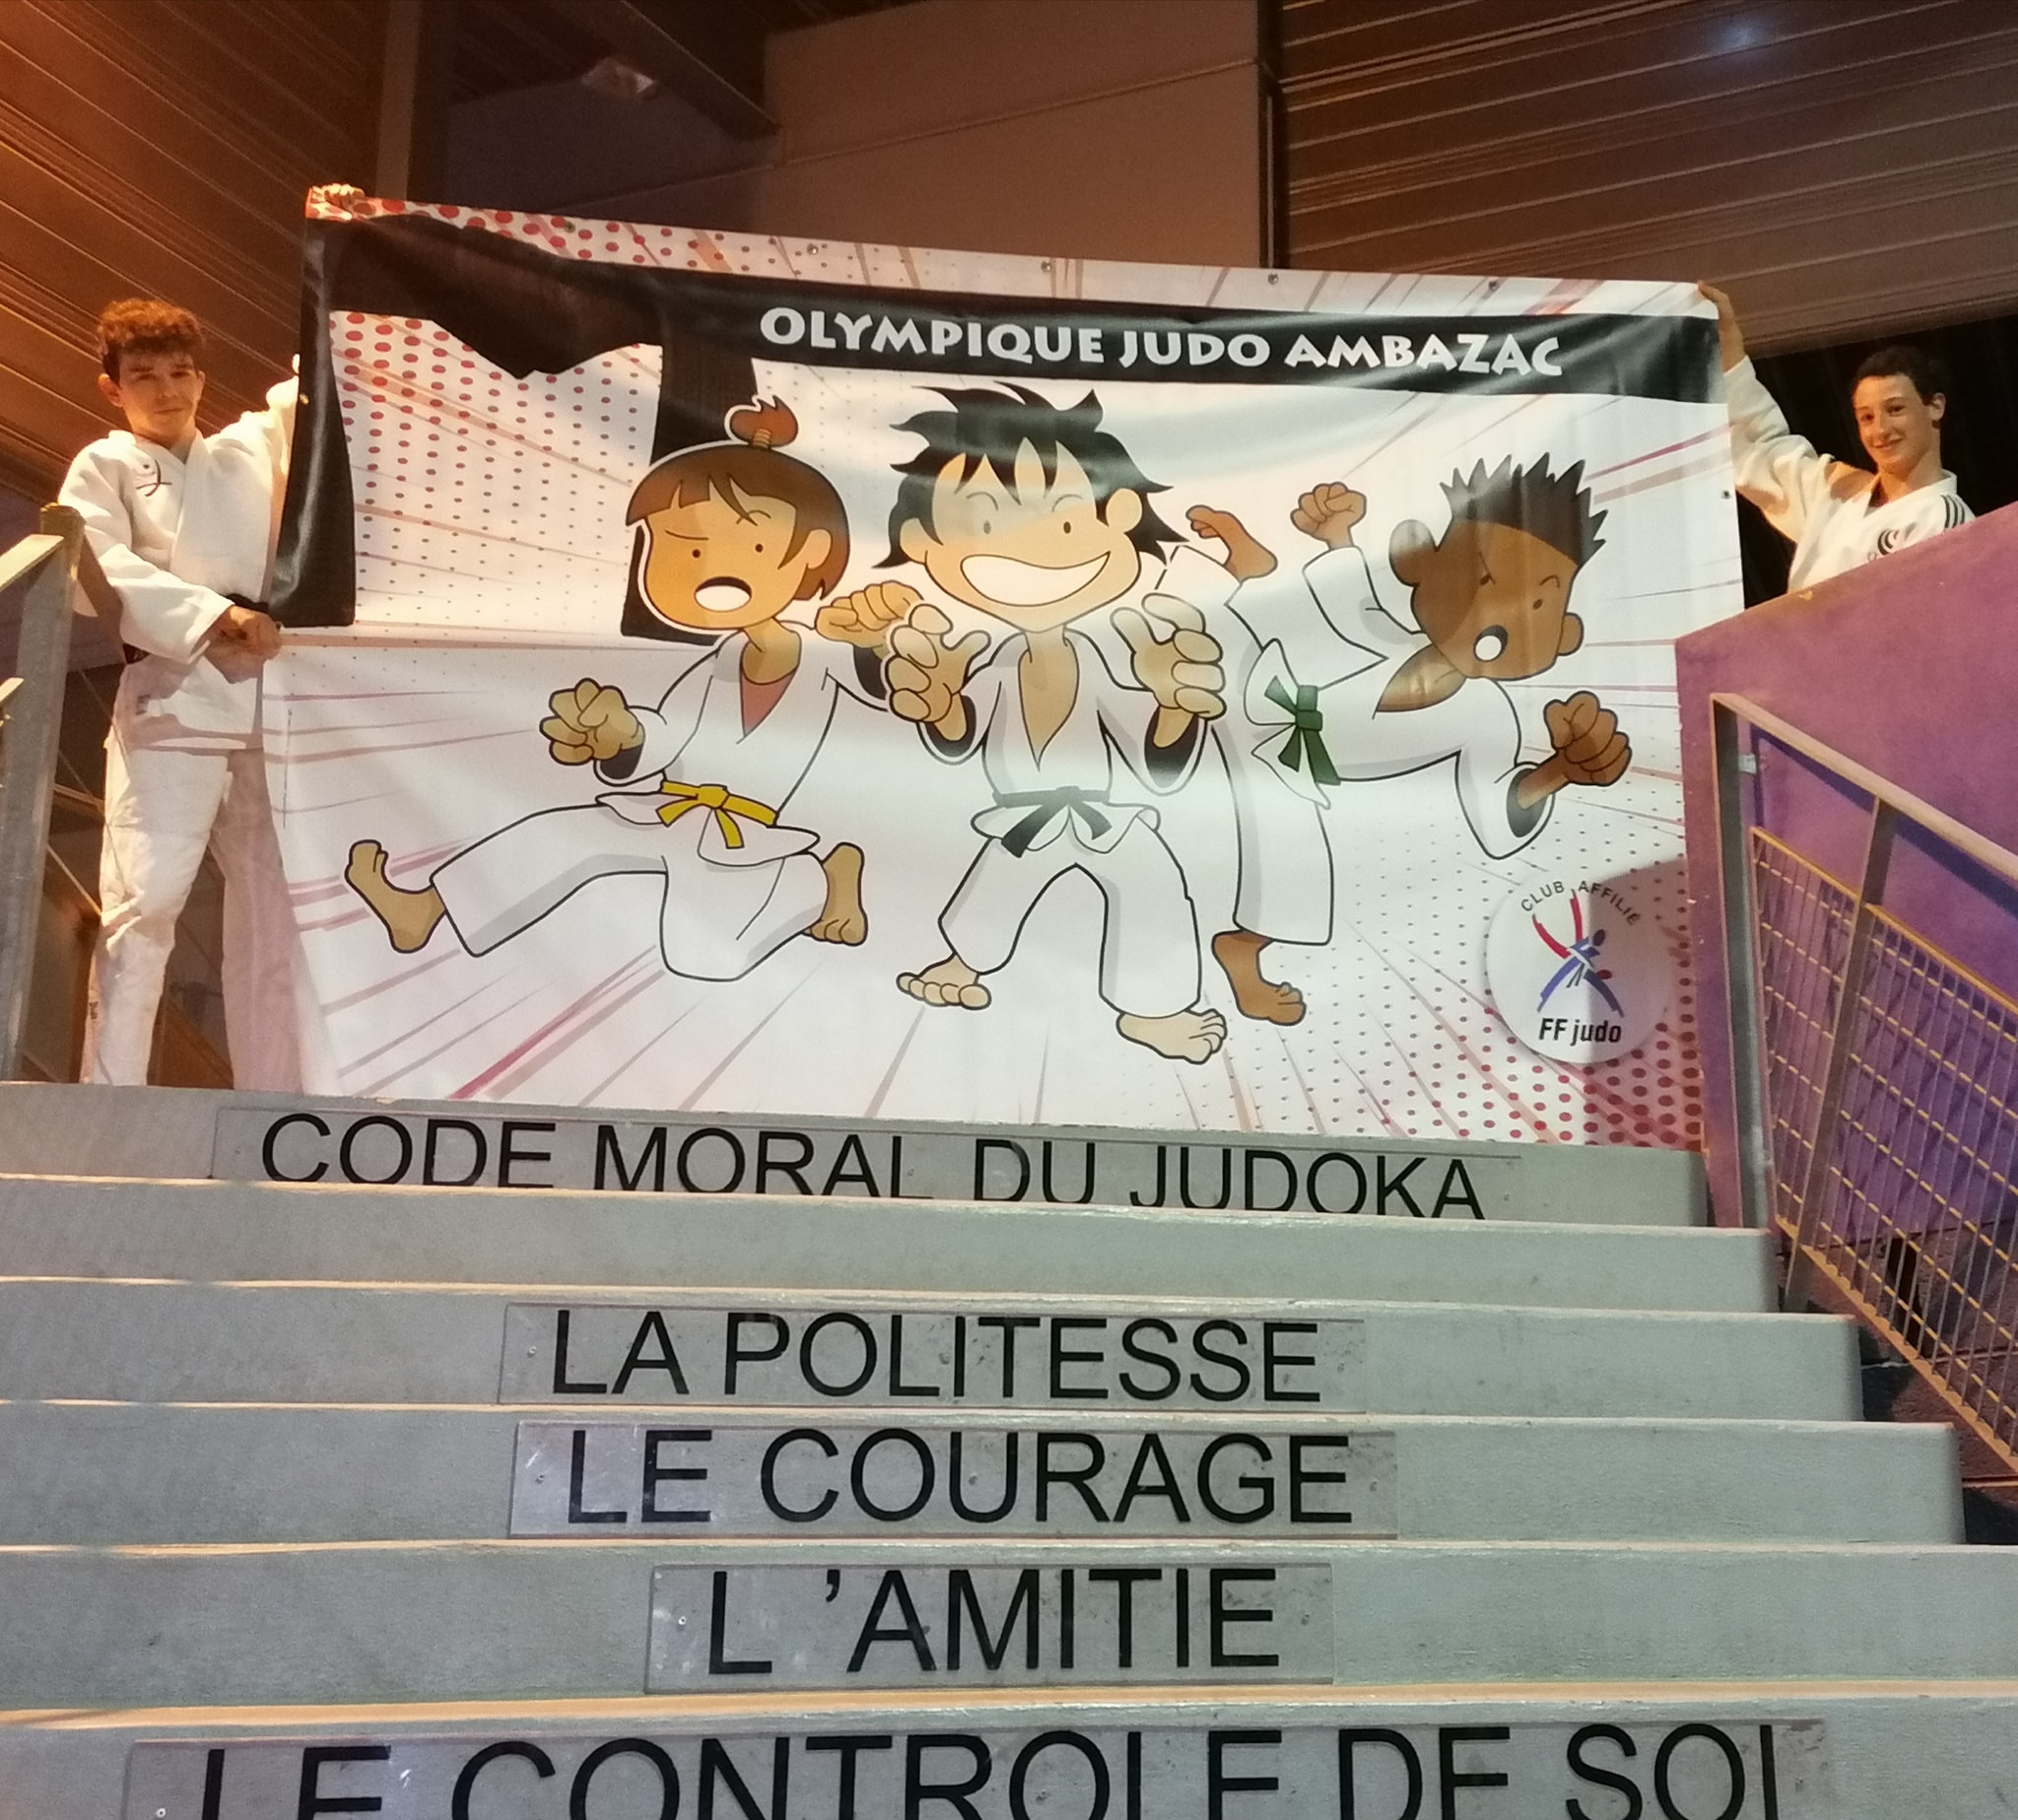 OLYMPIQUE JUDO AMBAZAC
CLUB AFFILIÉ
FF judo
CODE MORAL DU JUDOKA
LA POLITESSE
LE COURAGE
L 'AMITIE
LE CONTROLE DE SOI